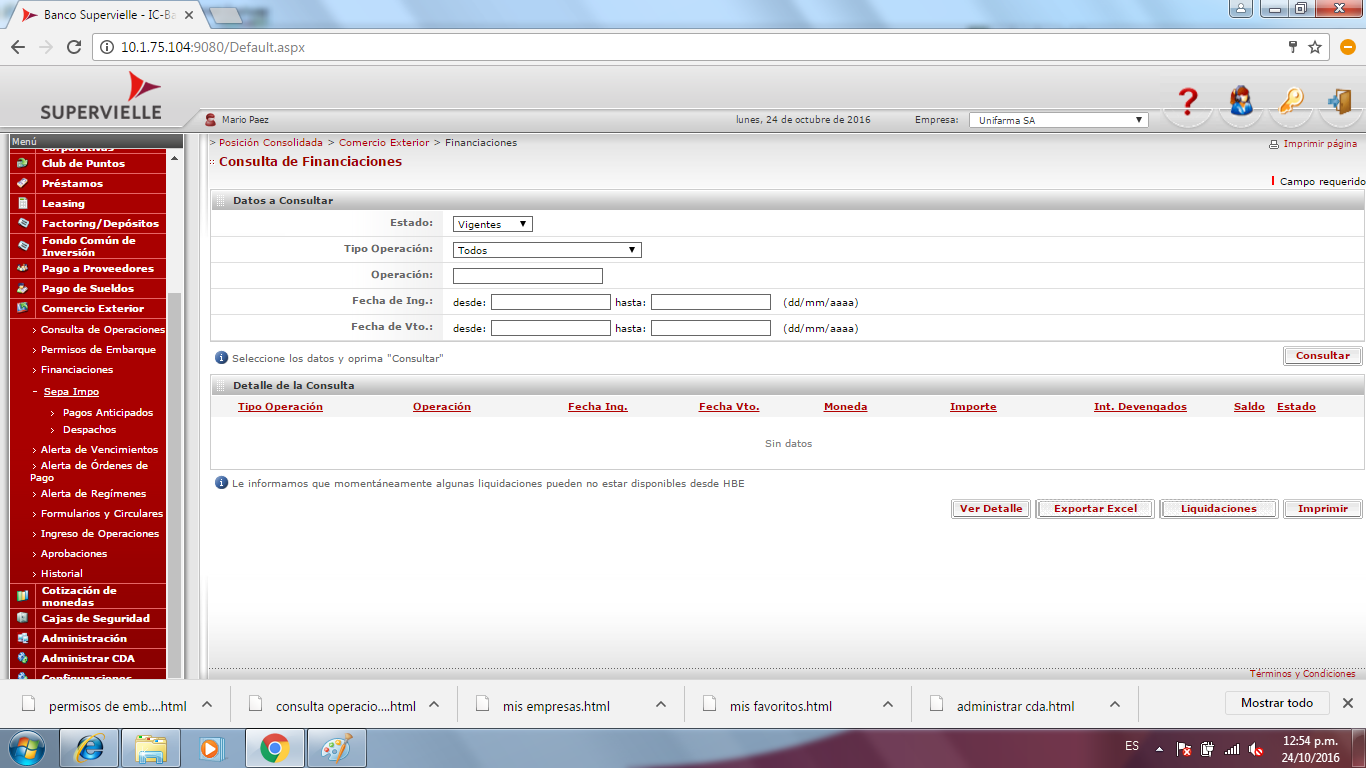 Banco Supervielle - IC-Ba
10.1.75.104:9080/Default.aspx
SUPERVIELLE
Mario Paez
lunes, 24 de octubre de 2016
Empresa:
Unifarma SA
Menú
Corporativas
Club de Puntos
Préstamos
Leasing
Factoring/Depósitos
Fondo Común de
Inversión
Pago a Proveedores
Pago de Sueldos
Comercio Exterior
> Consulta de Operaciones
> Permisos de Embarque
> Financiaciones
- Sepa Impo
> Pagos Anticipados
> Despachos
> Alerta de Vencimientos
> Alerta de Órdenes de
Pago
> Alerta de Regímenes
> Formularios y Circulares
> Ingreso de Operaciones
> Aprobaciones
> Historial
Cotización de
monedas
Cajas de Seguridad
Administración
Administrar CDA
Configuraciones
> Posición Consolidada > Comercio Exterior > Financiaciones
Imprimir página
Consulta de Financiaciones
Campo requerido
Datos a Consultar
Estado: Vigentes
Tipo Operación: Todos
Operación:
Fecha de Ing.: desde: hasta: (dd/mm/aaaa)
Fecha de Vto.: desde: hasta: (dd/mm/aaaa)
Seleccione los datos y oprima "Consultar"
Consultar
Detalle de la Consulta
Tipo Operación Operación Fecha Ing. Fecha Vto. Moneda Importe Int. Devengados Saldo Estado
Sin datos
Le informamos que momentáneamente algunas liquidaciones pueden no estar disponibles desde HBE
Ver Detalle Exportar Excel Liquidaciones Imprimir
Términos y Condiciones
permisos de emb....html consulta operacio....html mis empresas.html mis favoritos.html administrar cda.html Mostrar todo
ES
12:54 p.m.
24/10/2016